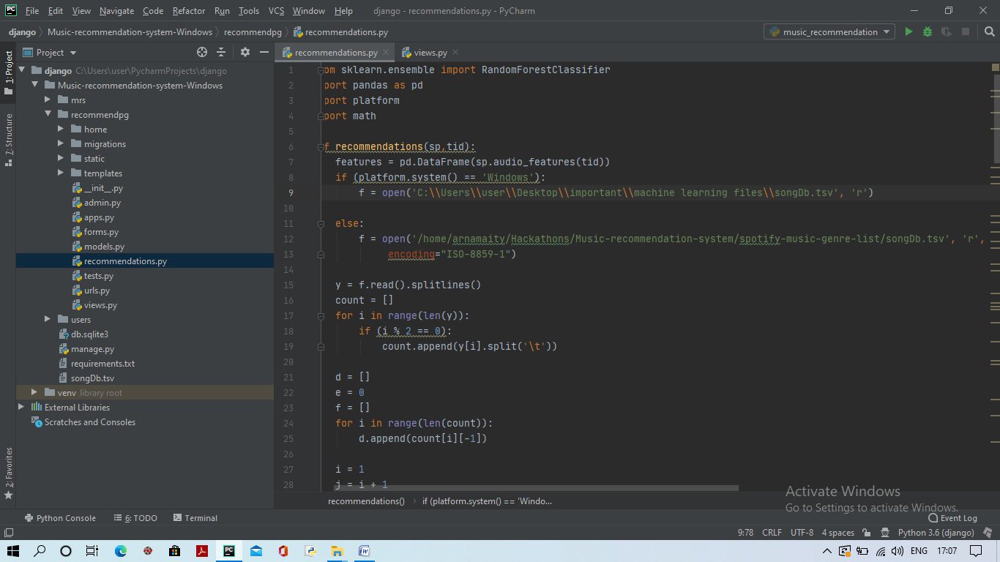 File Edit View Navigate Code Refactor Run Tools VCS Window Help django - recommendations.py - PyCharm
django Music-recommendation-system-Windows recommendpg recommendations.py music_recommendation
1: Project
7: Structure
2: Favorites
Project
django C:\Users\user\PycharmProjects\django
Music-recommendation-system-Windows
mrs
recommendpg
home
migrations
static
templates
__init__.py
admin.py
apps.py
forms.py
models.py
recommendations.py
tests.py
urls.py
views.py
users
db.sqlite3
manage.py
requirements.txt
songDb.tsv
venv library root
External Libraries
Scratches and Consoles
recommendations.py views.py
1 om sklearn.ensemble import RandomForestClassifier
2 port pandas as pd
3 port platform
4 port math
5
6 f recommendations(sp,tid):
7 features = pd.DataFrame(sp.audio_features(tid))
8 if (platform.system() == 'Windows'):
9 f = open('C:\\Users\\user\\Desktop\\important\\machine learning files\\songDb.tsv', 'r')
10
11 else:
12 f = open('/home/arnamaity/Hackathons/Music-recommendation-system/spotify-music-genre-list/songDb.tsv', 'r',
13 encoding="ISO-8859-1")
14
15 y = f.read().splitlines()
16 count = []
17 for i in range(len(y)):
18 if (i % 2 == 0):
19 count.append(y[i].split('\t'))
20
21 d = []
22 e = 0
23 f = []
24 for i in range(len(count)):
25 d.append(count[i][-1])
26
27 i = 1
28 j = i + 1
recommendations() if (platform.system() == 'Windo...
Activate Windows
Go to Settings to activate Windows.
Python Console 6: TODO Terminal Event Log
9:78 CRLF UTF-8 4 spaces Python 3.6 (django)
ENG 17:07